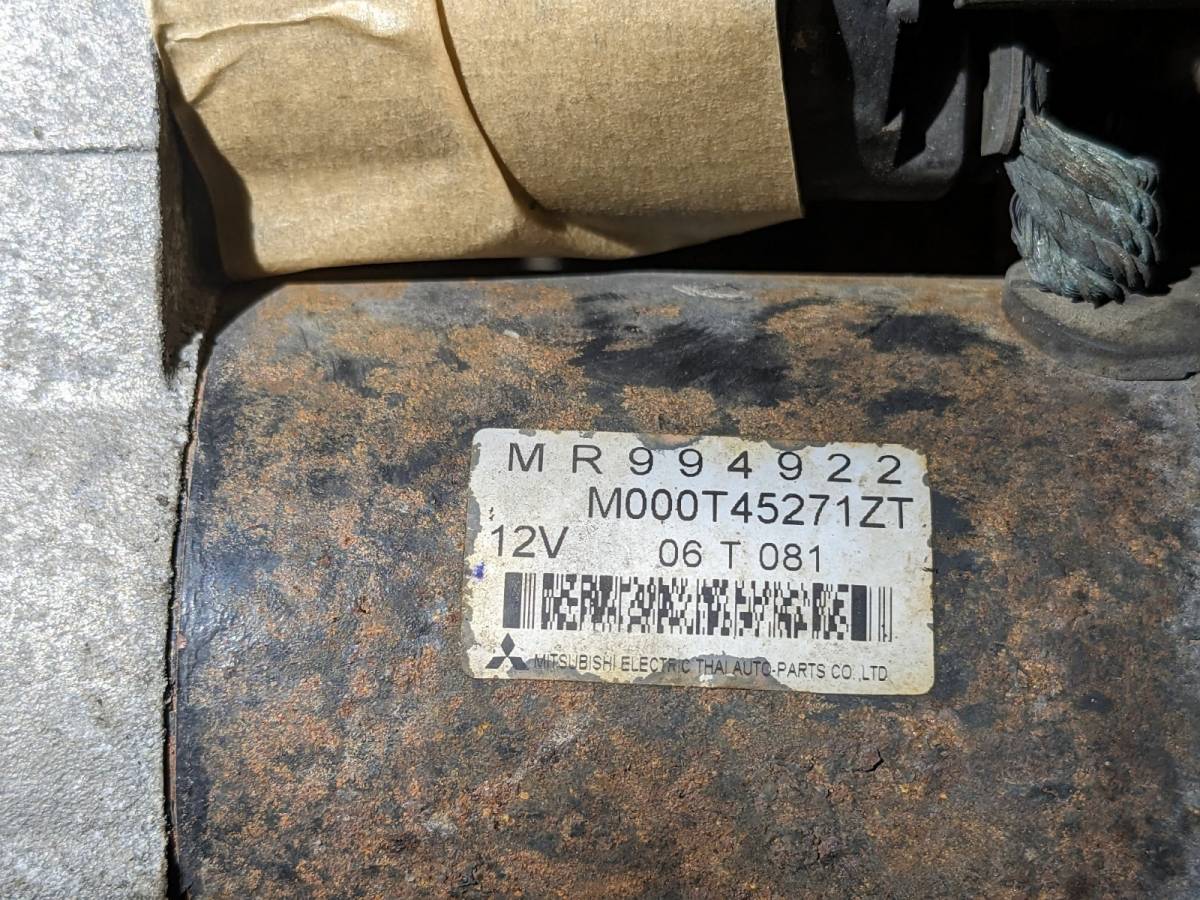 MR994922
M000T45271ZT
12V 06 T 081
MITSUBISHI ELECTRIC THAI AUTO-PARTS CO.,LTD